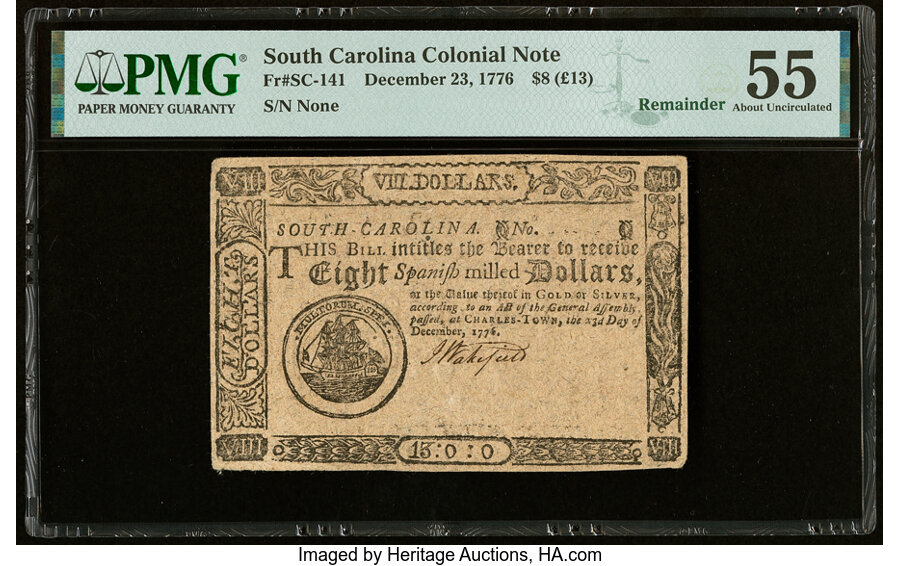 PMG®
PAPER MONEY GUARANTY
South Carolina Colonial Note
Fr#SC-141 December 23, 1776 $8 (£13)
S/N None
Remainder
55
About Uncirculated
VIII
VIII.DOLLARS.
VIII
SOUTH-CAROLINA. No.
THIS BILL intitles the Bearer to receive
Eight Spanish milled Dollars,
or the Value thereof in GOLD or SILVER,
according to an Act of the General Assembly
passed, at CHARLES-TOWN, the 23d Day of
December, 1776.
MULTORUM. SPES.
JWakefield
EIGHT
DOLLARS
VIII
15:0:0
VIII
Imaged by Heritage Auctions, HA.com